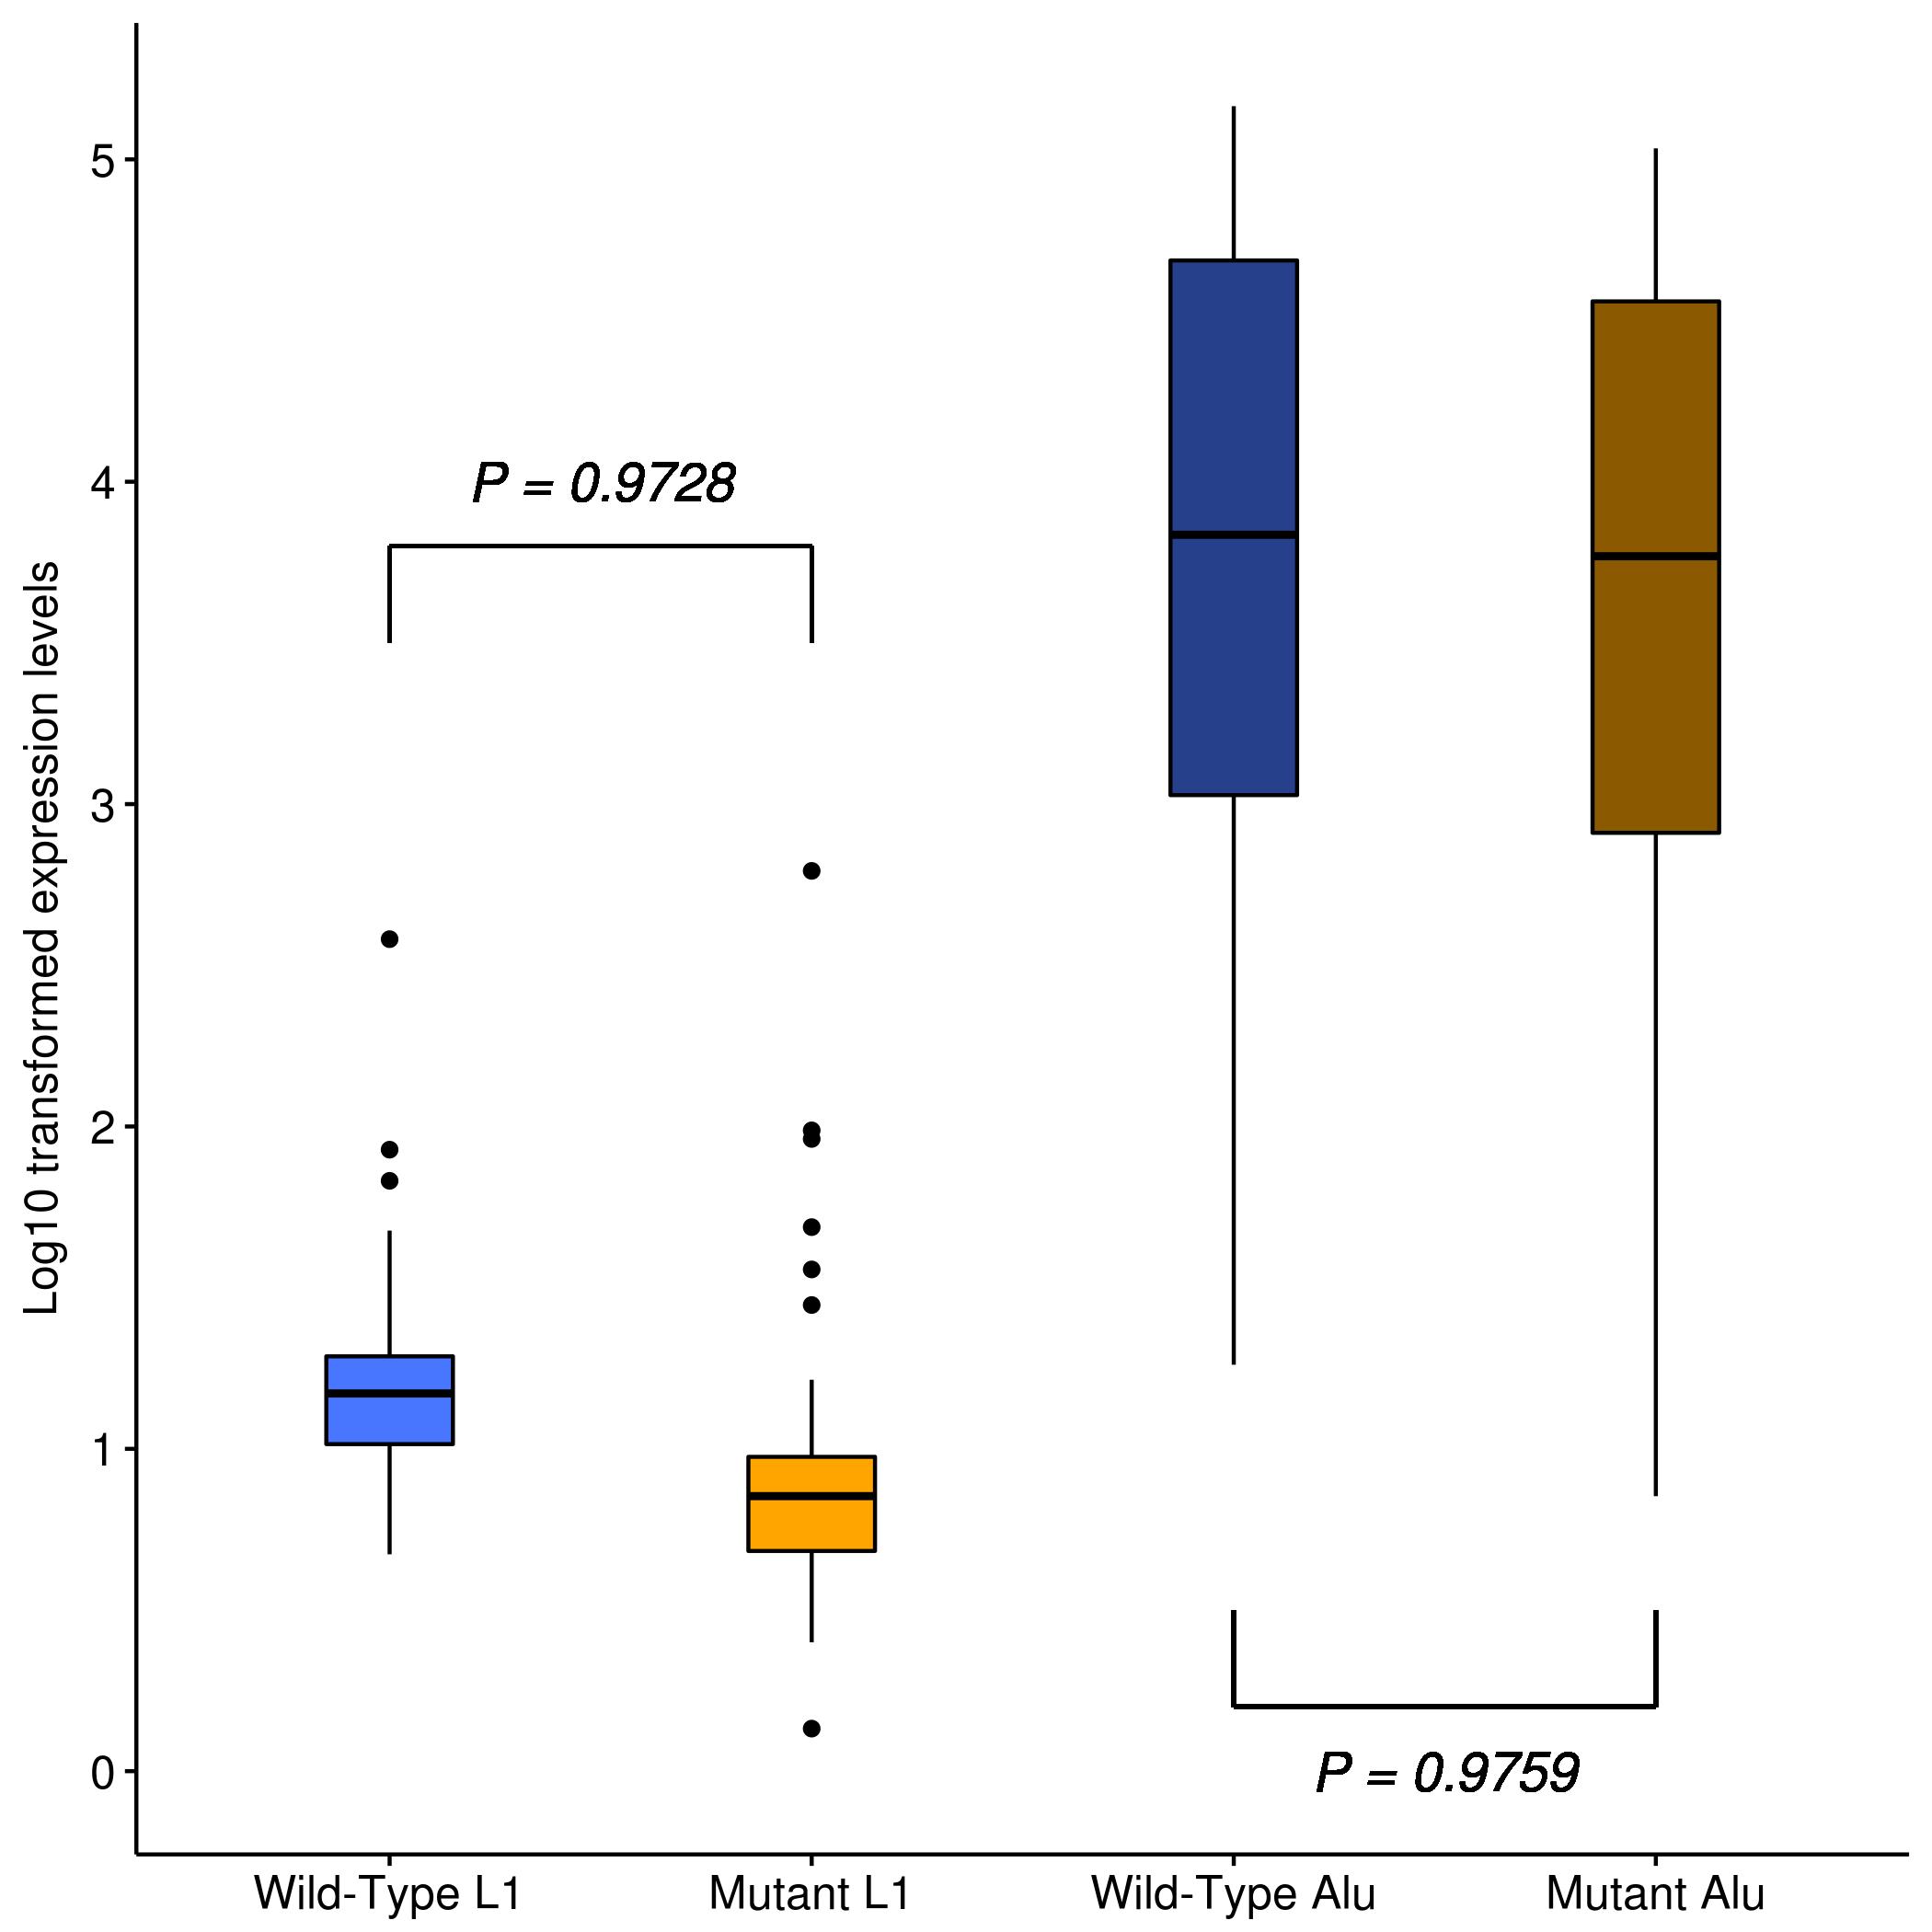 Log10 transformed expression levels
5
4
3
2
1
0
P = 0.9728
P = 0.9759
Wild-Type L1
Mutant L1
Wild-Type Alu
Mutant Alu